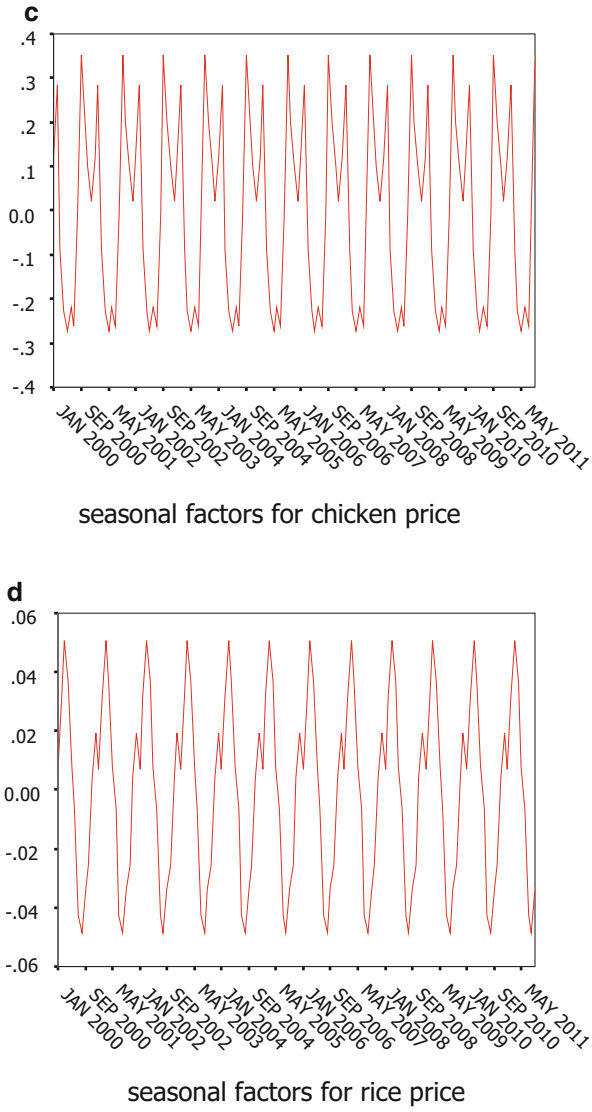 c
.4
.3
.2
.1
0.0
-.1
-.2
-.3
-.4
JAN 2000
SEP 2000
MAY 2001
JAN 2002
SEP 2002
MAY 2003
JAN 2004
SEP 2004
MAY 2005
JAN 2006
SEP 2006
MAY 2007
JAN 2008
SEP 2008
MAY 2009
JAN 2010
SEP 2010
MAY 2011
seasonal factors for chicken price
d
.06
.04
.02
0.00
-.02
-.04
-.06
JAN 2000
SEP 2000
MAY 2001
JAN 2002
SEP 2002
MAY 2003
JAN 2004
SEP 2004
MAY 2005
JAN 2006
SEP 2006
MAY 2007
JAN 2008
SEP 2008
MAY 2009
JAN 2010
SEP 2010
MAY 2011
seasonal factors for rice price